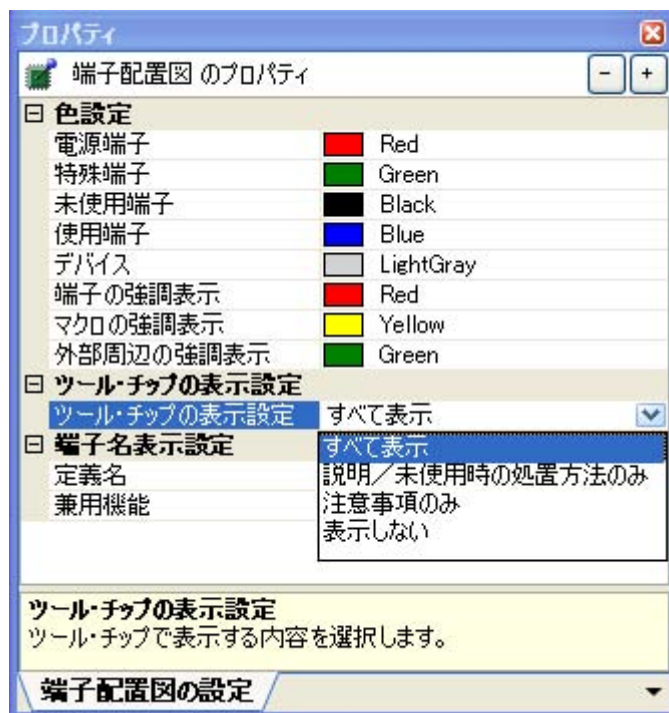 プロパティ
端子配置図 のプロパティ
色設定
電源端子 Red
特殊端子 Green
未使用端子 Black
使用端子 Blue
デバイス LightGray
端子の強調表示 Red
マクロの強調表示 Yellow
外部周辺の強調表示 Green
ツール・チップの表示設定
ツール・チップの表示設定 すべて表示
端子名表示設定 すべて表示
定義名 説明／未使用時の処置方法のみ
兼用機能 注意事項のみ
表示しない
ツール・チップの表示設定
ツール・チップで表示する内容を選択します。
端子配置図の設定